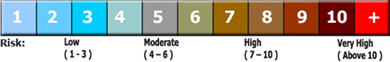 1 2 3 4 5 6 7 8 9 10 +
Risk: Low Moderate High Very High
( 1 - 3 ) ( 4 – 6 ) ( 7 – 10 ) ( Above 10 )